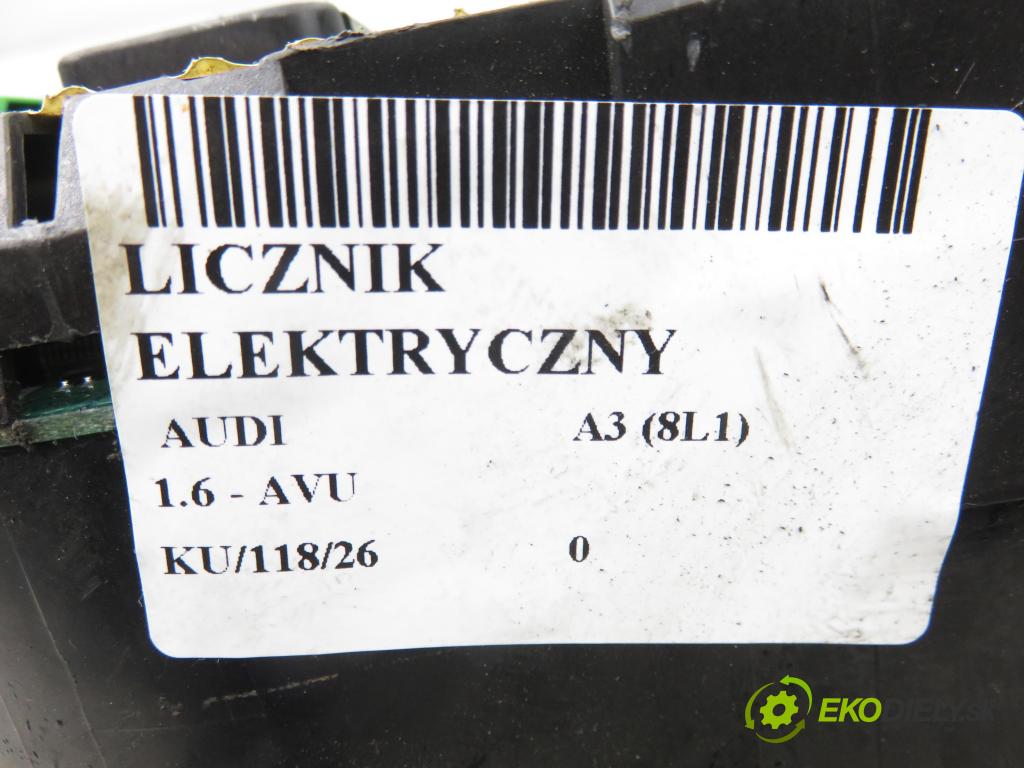 LICZNIK
ELEKTRYCZNY
AUDI A3 (8L1)
1.6 - AVU
KU/118/26 0
EKODIELY.SK